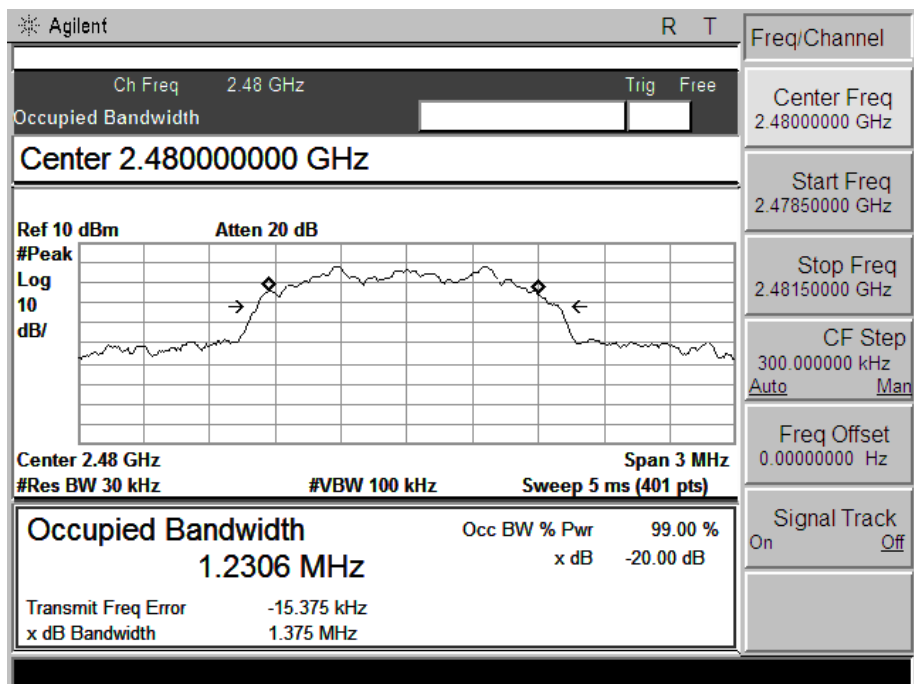 Agilent R T
Ch Freq 2.48 GHz Trig Free
Occupied Bandwidth
Center 2.480000000 GHz
Ref 10 dBm Atten 20 dB
#Peak
Log
10
dB/
Center 2.48 GHz Span 3 MHz
#Res BW 30 kHz #VBW 100 kHz Sweep 5 ms (401 pts)
Occupied Bandwidth Occ BW % Pwr 99.00 %
1.2306 MHz x dB -20.00 dB
Transmit Freq Error -15.375 kHz
x dB Bandwidth 1.375 MHz
Freq/Channel
Center Freq
2.48000000 GHz
Start Freq
2.47850000 GHz
Stop Freq
2.48150000 GHz
CF Step
300.000000 kHz
Auto Man
Freq Offset
0.00000000 Hz
Signal Track
On Off